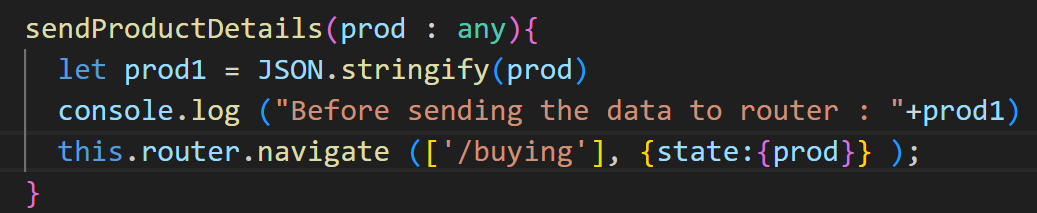 sendProductDetails(prod : any){
let prod1 = JSON.stringify(prod)
console.log ("Before sending the data to router : "+prod1)
this.router.navigate (['/buying'], {state:{prod}} );
}